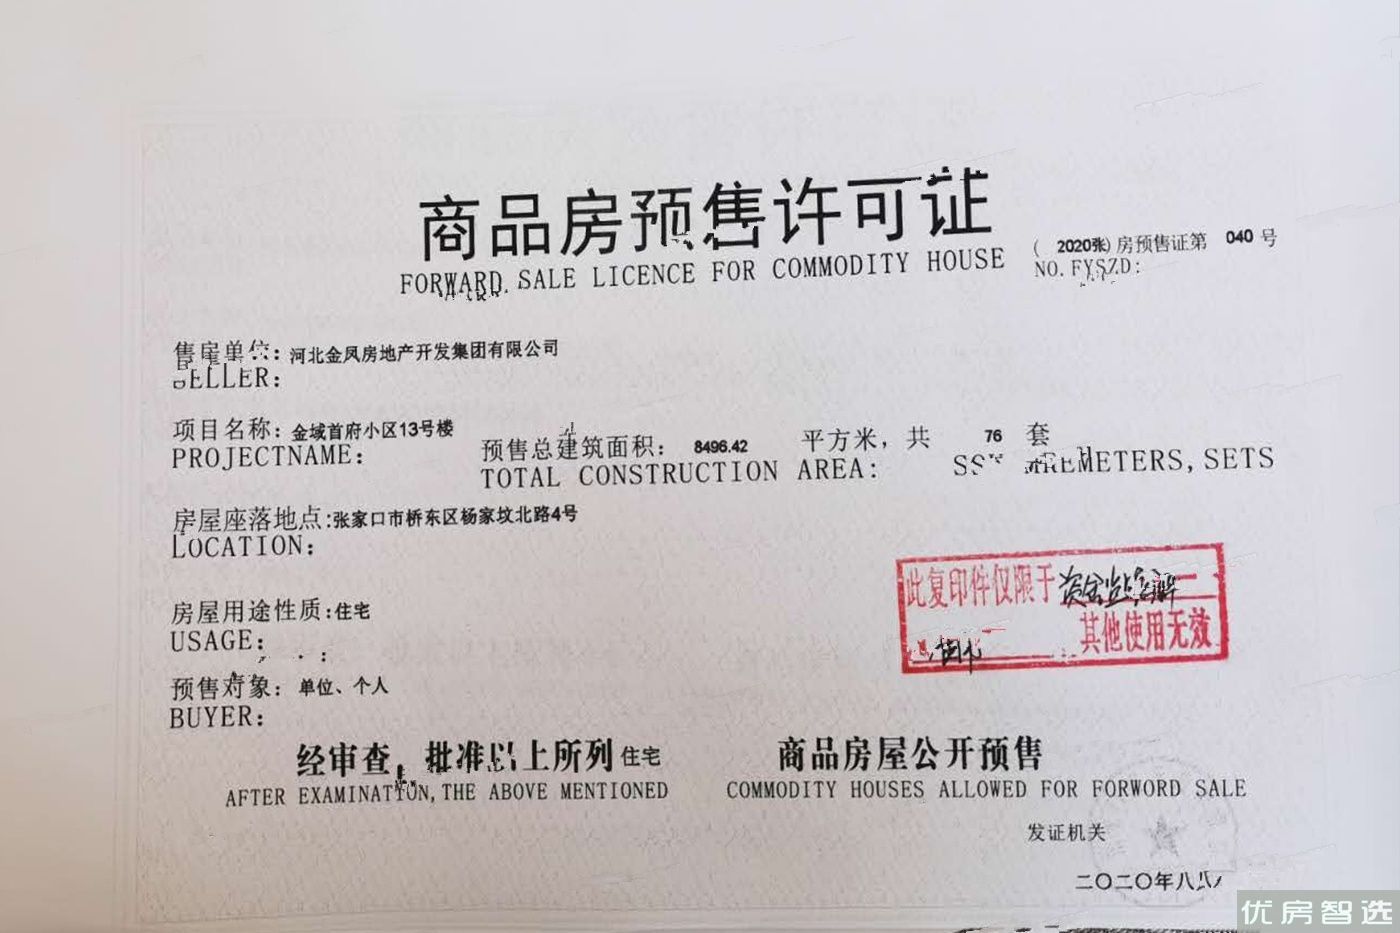 商品房预售许可证
FORWARD SALE LICENCE FOR COMMODITY HOUSE
( 2020张) 房预售证第 040 号
NO. FYSZD:
售房单位: 河北金凤房地产开发集团有限公司
SELLER:
项目名称: 金域首府小区13号楼 预售总建筑面积: 8496.42 平方米, 共 76 套
PROJECTNAME: TOTAL CONSTRUCTION AREA: METERS, SETS
房屋座落地点:张家口市桥东区杨家坟北路4号
LOCATION:
此复印件仅限于
房屋用途性质:住宅
其他使用无效
USAGE:
预售对象: 单位、个人
BUYER:
经审查, 批准以上所列 住宅 商品房屋公开预售
AFTER EXAMINATION, THE ABOVE MENTIONED COMMODITY HOUSES ALLOWED FOR FORWORD SALE
发证机关
二〇二〇年八
优房智选